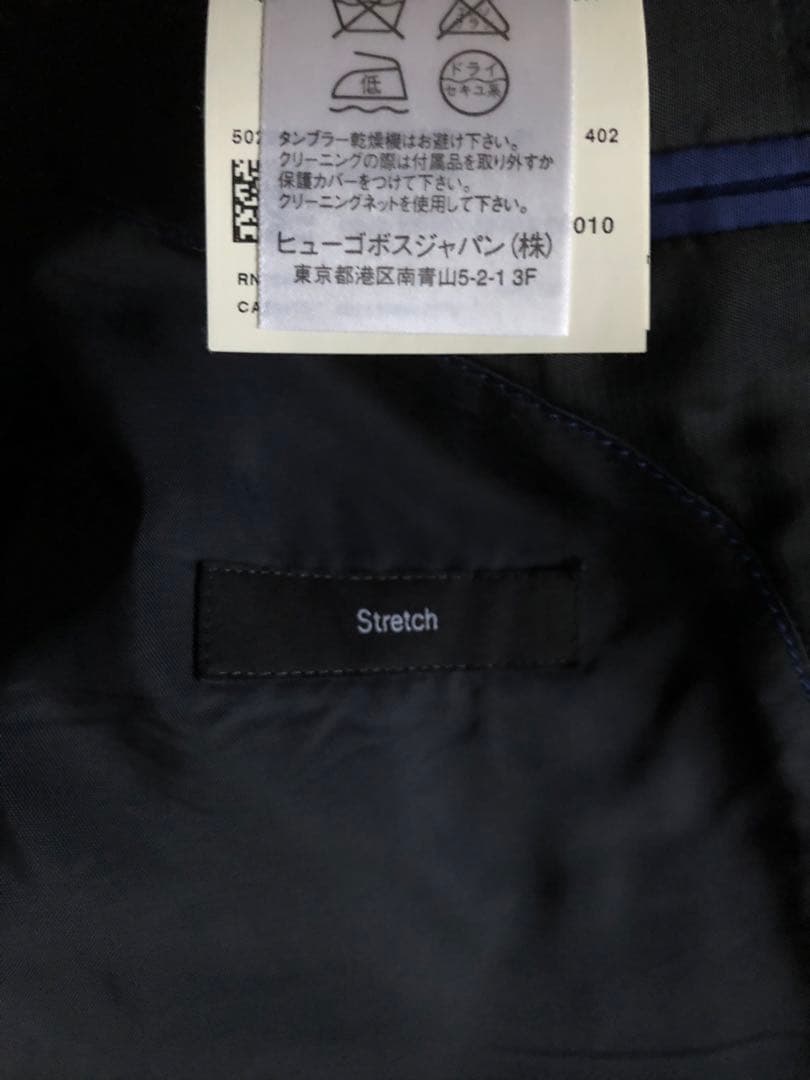 低
ドライ
セキユ系
502
402
タンブラー乾燥機はお避け下さい。
クリーニングの際は付属品を取り外すか
保護カバーをつけて下さい。
クリーニングネットを使用して下さい。
010
ヒューゴボスジャパン(株)
東京都港区南青山5-2-1 3F
RN
CA
Stretch